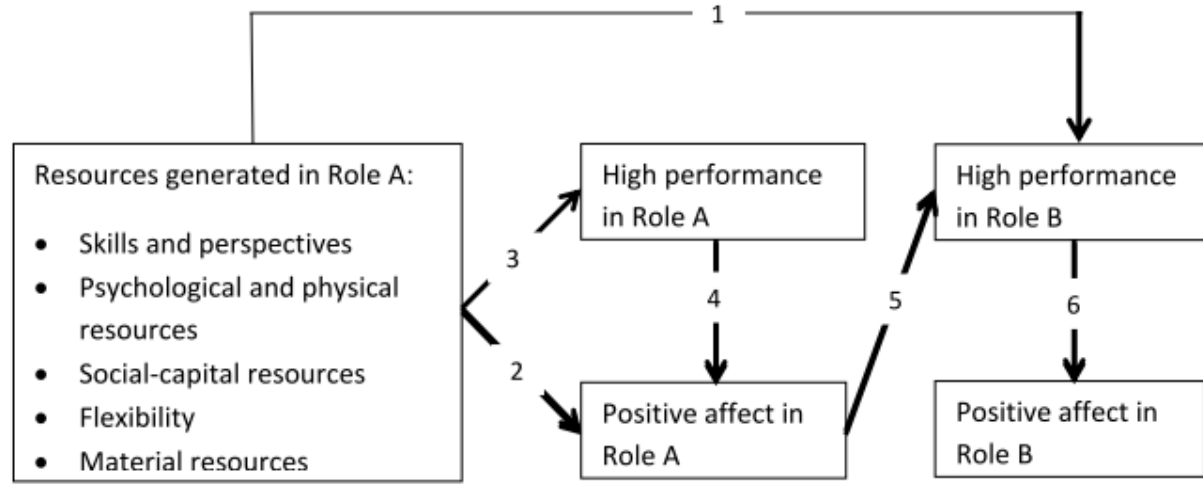 1
Resources generated in Role A:
• Skills and perspectives
• Psychological and physical
resources
• Social-capital resources
• Flexibility
• Material resources
3
2
High performance
in Role A
4
Positive affect in
Role A
5
High performance
in Role B
6
Positive affect in
Role B